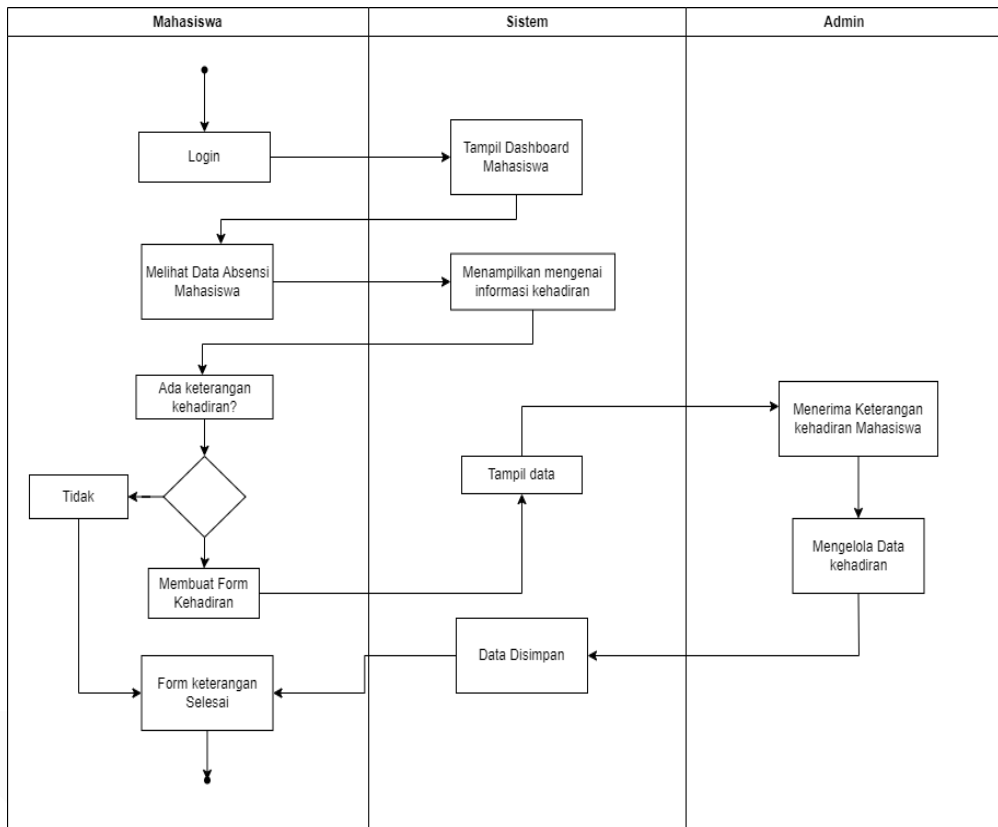 Mahasiswa
Sistem
Admin
Login
Tampil Dashboard
Mahasiswa
Melihat Data Absensi
Mahasiswa
Menampilkan mengenai
informasi kehadiran
Ada keterangan
kehadiran?
Menerima Keterangan
kehadiran Mahasiswa
Tidak
Tampil data
Mengelola Data
kehadiran
Membuat Form
Kehadiran
Data Disimpan
Form keterangan
Selesai